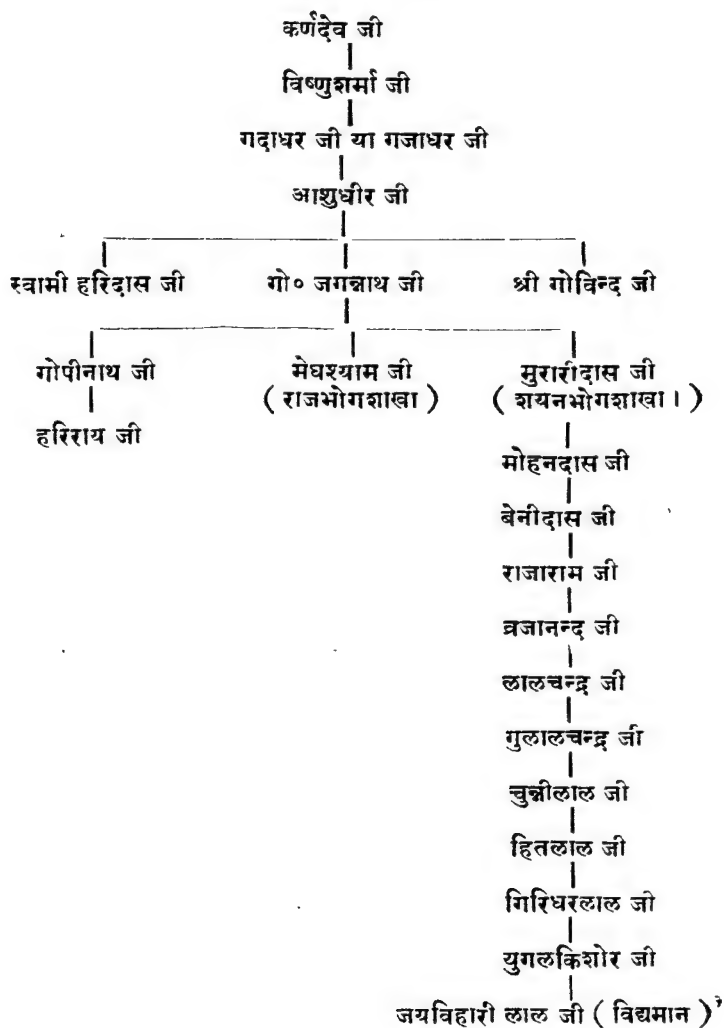 कर्णदेव जी
विष्णुशर्मा जी
गदाधर जी या गजाधर जी
आशुधीर जी
स्वामी हरिदास जी गो० जगन्नाथ जी श्री गोविन्द जी
गोपीनाथ जी मेघश्याम जी मुरारीदास जी
( राजभोगशाखा ) ( शयनभोगशाखा । )
हरिराय जी
मोहनदास जी
बेनीदास जी
राजाराम जी
व्रजानन्द जी
लालचन्द्र जी
गुलालचन्द्र जी
चुन्नीलाल जी
हितलाल जी
गिरिधरलाल जी
युगलकिशोर जी
जयविहारी लाल जी ( विद्यमान )